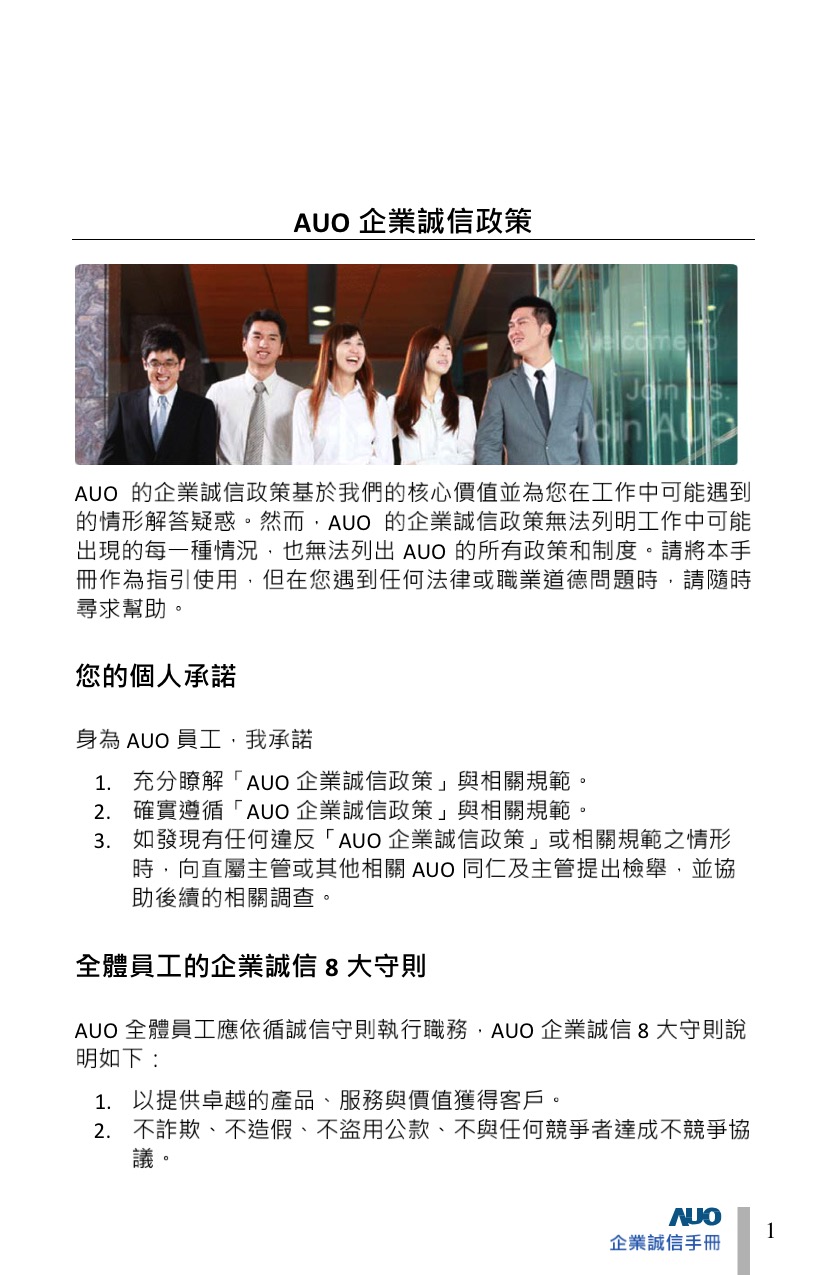 AUO 企業誠信政策
Welcome to
Join Us.
Join AUO
AUO 的企業誠信政策基於我們的核心價值並為您在工作中可能遇到
的情形解答疑惑。然而，AUO 的企業誠信政策無法列明工作中可能
出現的每一種情況，也無法列出 AUO 的所有政策和制度。請將本手
冊作為指引使用，但在您遇到任何法律或職業道德問題時，請隨時
尋求幫助。
您的個人承諾
身為 AUO 員工，我承諾
1. 充分瞭解「AUO 企業誠信政策」與相關規範。
2. 確實遵循「AUO 企業誠信政策」與相關規範。
3. 如發現有任何違反「AUO 企業誠信政策」或相關規範之情形
時，向直屬主管或其他相關 AUO 同仁及主管提出檢舉，並協
助後續的相關調查。
全體員工的企業誠信 8 大守則
AUO 全體員工應依循誠信守則執行職務，AUO 企業誠信 8 大守則說
明如下：
1. 以提供卓越的產品、服務與價值獲得客戶。
2. 不詐欺、不造假、不盜用公款、不與任何競爭者達成不競爭協
議。
AUO
企業誠信手冊
1